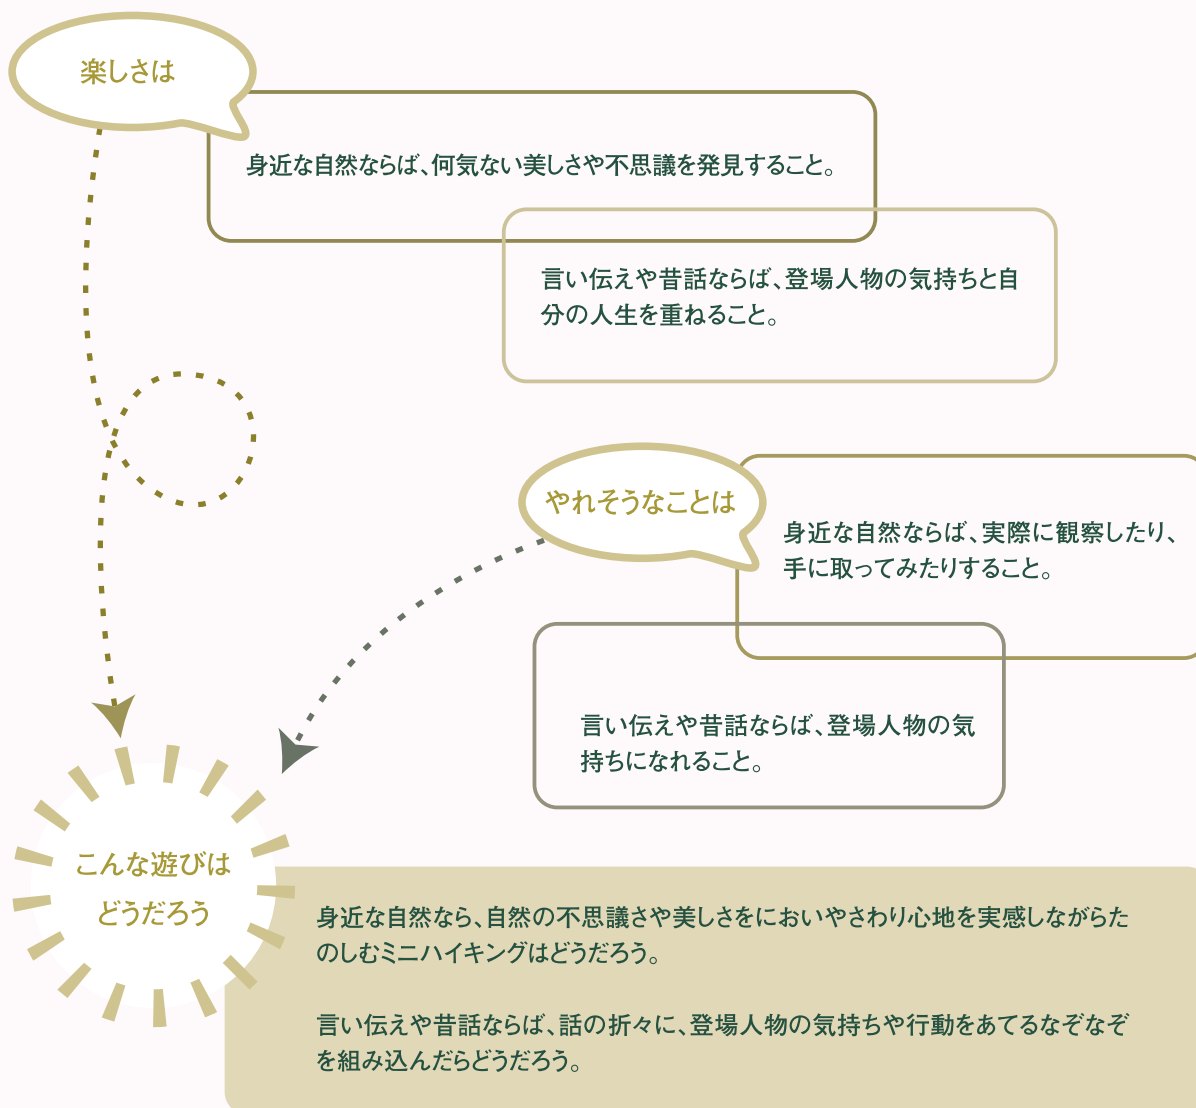 楽しさは
身近な自然ならば、何気ない美しさや不思議を発見すること。
言い伝えや昔話ならば、登場人物の気持ちと自
分の人生を重ねること。
やれそうなことは
身近な自然ならば、実際に観察したり、
手に取ってみたりすること。
言い伝えや昔話ならば、登場人物の気
持ちになれること。
こんな遊びは
どうだろう
身近な自然なら、自然の不思議さや美しさをにおいやさわり心地を実感しながらた
のしむミニハイキングはどうだろう。
言い伝えや昔話ならば、話の折々に、登場人物の気持ちや行動をあてるなぞなぞ
を組み込んだらどうだろう。